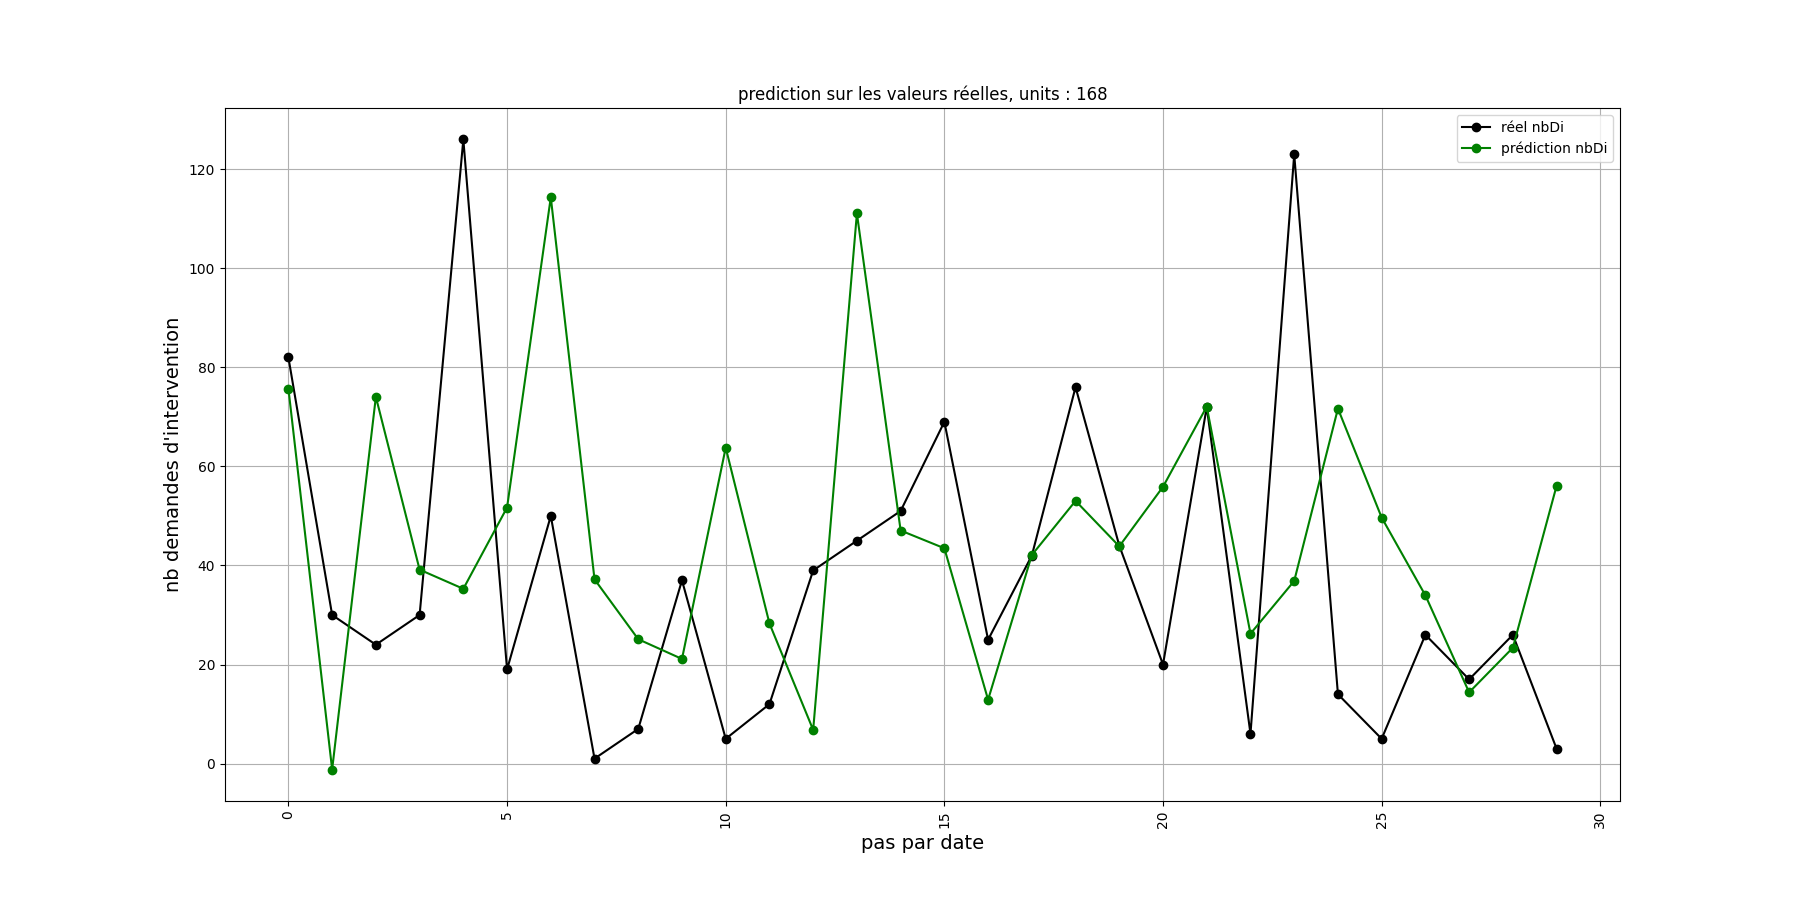 prediction sur les valeurs réelles, units : 168
réel nbDi
prédiction nbDi
nb demandes d'intervention
120
100
80
60
40
20
0
0 5 10 15 20 25 30
pas par date